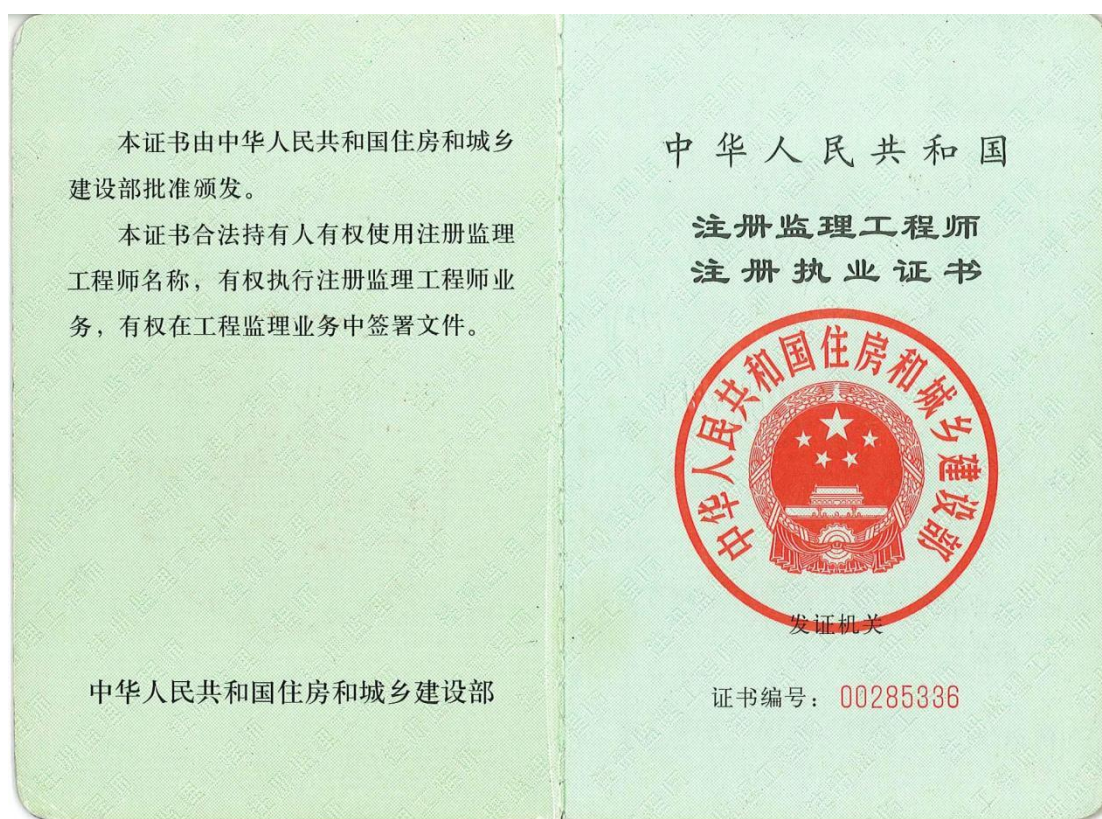 本证书由中华人民共和国住房和城乡
建设部批准颁发。
本证书合法持有人有权使用注册监理
工程师名称，有权执行注册监理工程师业
务，有权在工程监理业务中签署文件。
中华人民共和国住房和城乡建设部
中华人民共和国
注册监理工程师
注册执业证书
中华人民共和国住房和城乡建设部
发证机关
证书编号：00285336